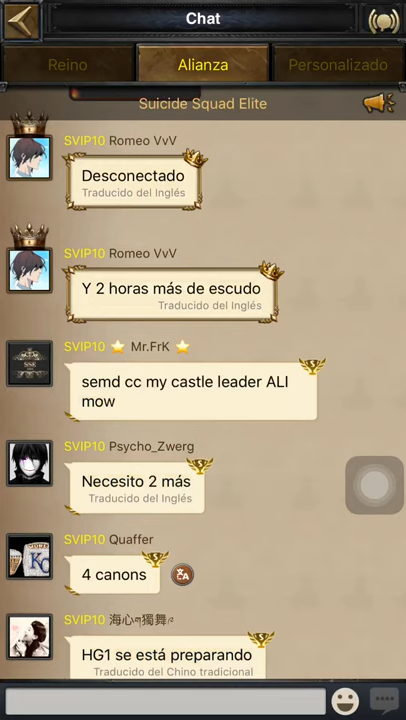 Chat
Reino
Alianza
Personalizado
Suicide Squad Elite
SVIP10 Romeo VvV
Desconectado
Traducido del Inglés
SVIP10 Romeo VvV
Y 2 horas más de escudo
Traducido del Inglés
SVIP10 ⭐ Mr.FrK ⭐
semd cc my castle leader ALI
mow
SSE
SVIP10 Psycho_Zwerg
Necesito 2 más
Traducido del Inglés
SVIP10 Quaffer
4 canons
KC
SVIP10 海心ོ獨舞
HG1 se está preparando
Traducido del Chino tradicional